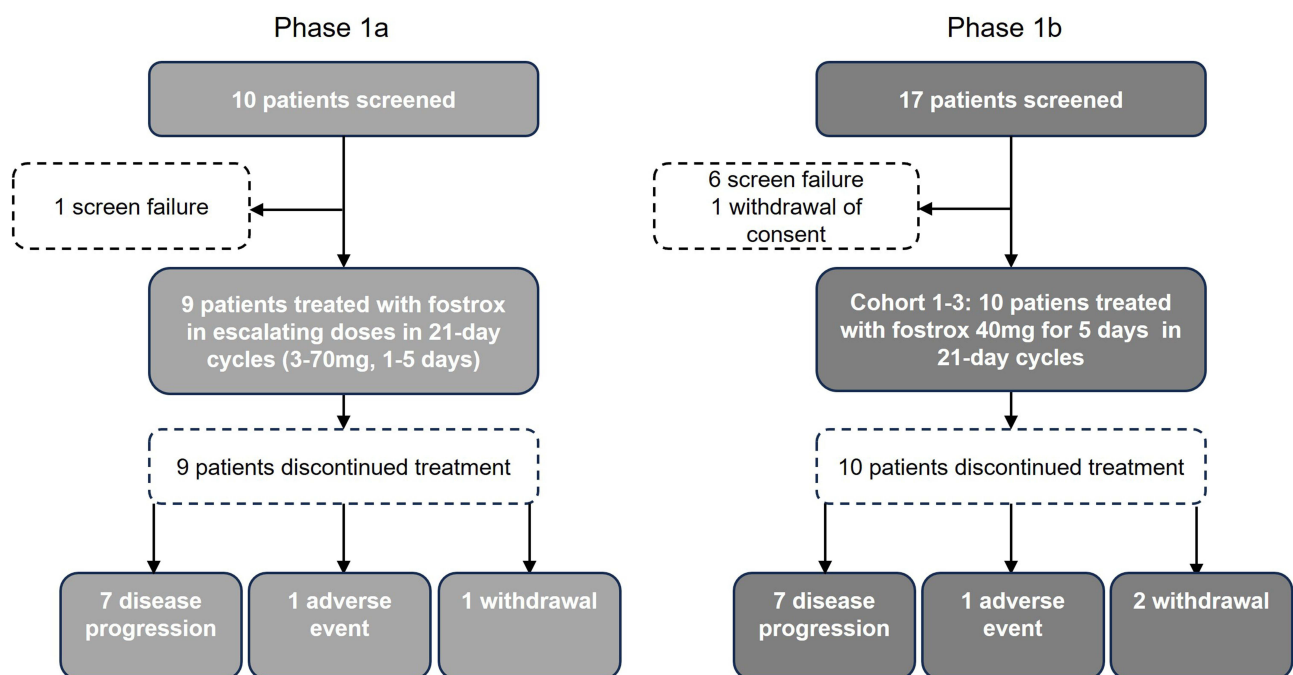 Phase 1a
10 patients screened
1 screen failure
9 patients treated with fostrox
in escalating doses in 21-day
cycles (3-70mg, 1-5 days)
9 patients discontinued treatment
7 disease
progression
1 adverse
event
1 withdrawal
Phase 1b
17 patients screened
6 screen failure
1 withdrawal of
consent
Cohort 1-3: 10 patiens treated
with fostrox 40mg for 5 days in
21-day cycles
10 patients discontinued treatment
7 disease
progression
1 adverse
event
2 withdrawal